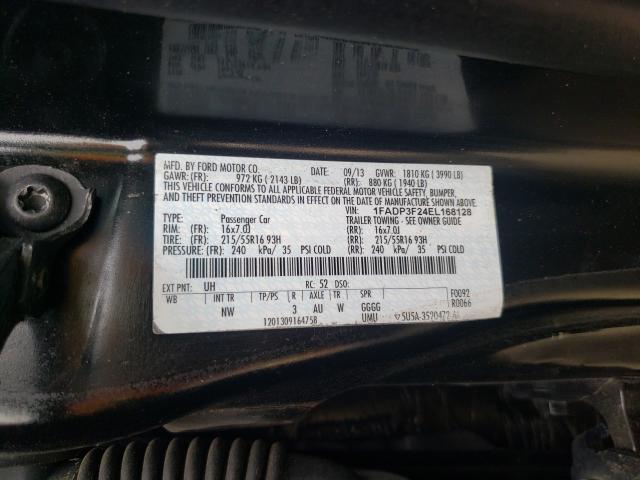 MFD. BY FORD MOTOR CO. DATE: 09/13 GVWR: 1810 KG ( 3990 LB)
GAWR: (FR): 972 KG ( 2143 LB) (RR): 880 KG ( 1940 LB)
THIS VEHICLE CONFORMS TO ALL APPLICABLE FEDERAL MOTOR VEHICLE SAFETY, BUMPER,
AND THEFT PREVENTION STANDARDS IN EFFECT ON THE DATE OF MANUFACTURE SHOWN ABOVE.
VIN: 1FADP3F24EL168128
TYPE: Passenger Car TRAILER TOWING - SEE OWNER GUIDE
RIM: (FR): 16x7.0J (RR): 16x7.0J
TIRE: (FR): 215/55R16 93H (RR): 215/55R16 93H
PRESSURE: (FR): 240 kPa/ 35 PSI COLD (RR): 240 kPa/ 35 PSI COLD
EXT PNT: UH RC: 52 DSO:
WB INT TR TP/PS R AXLE TR SPR F0092
NW 3 AU W GGGG R0066
1201309164758 UMU 5U5A-3520472-A